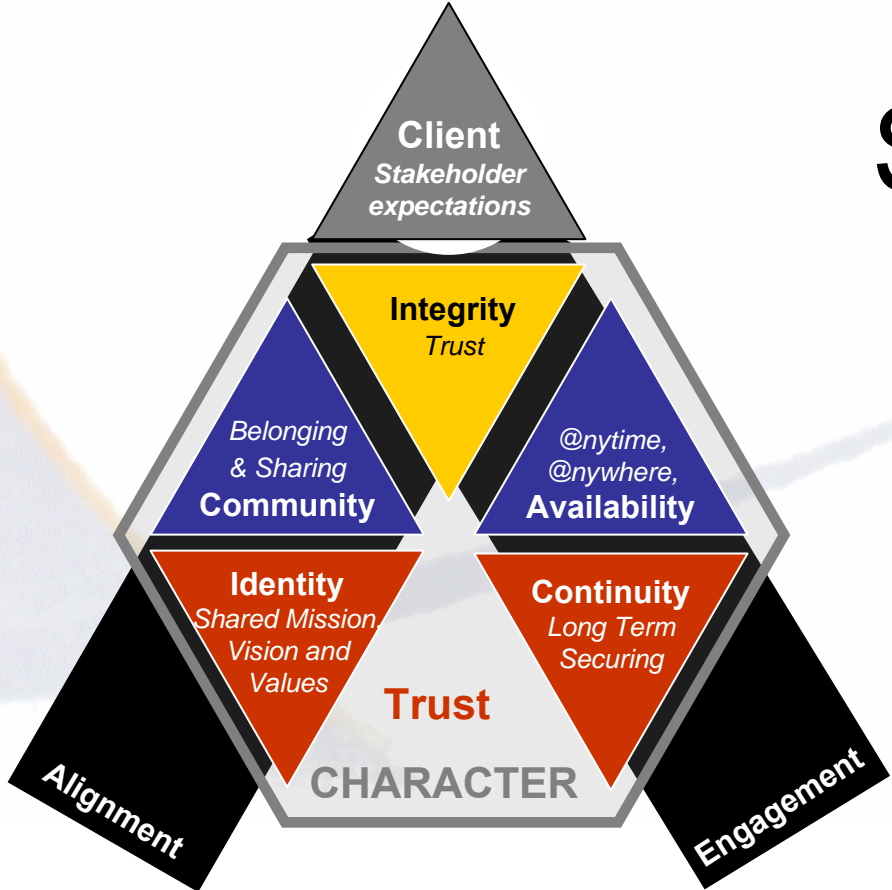 Client
Stakeholder
expectations
S
Integrity
Trust
Belonging
& Sharing
Community
@nytime,
@nywhere,
Availability
Identity
Shared Mission,
Vision and
Values
Continuity
Long Term
Securing
Trust
CHARACTER
Alignment
Engagement